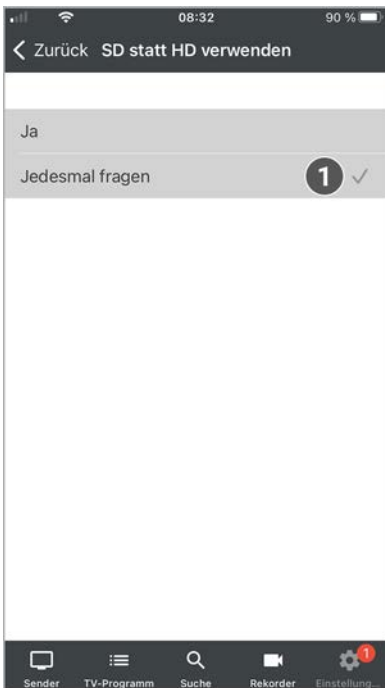 08:32 90 %
Zurück SD statt HD verwenden
Ja
Jedesmal fragen 1
1
Sender TV-Programm Suche Rekorder Einstellung...